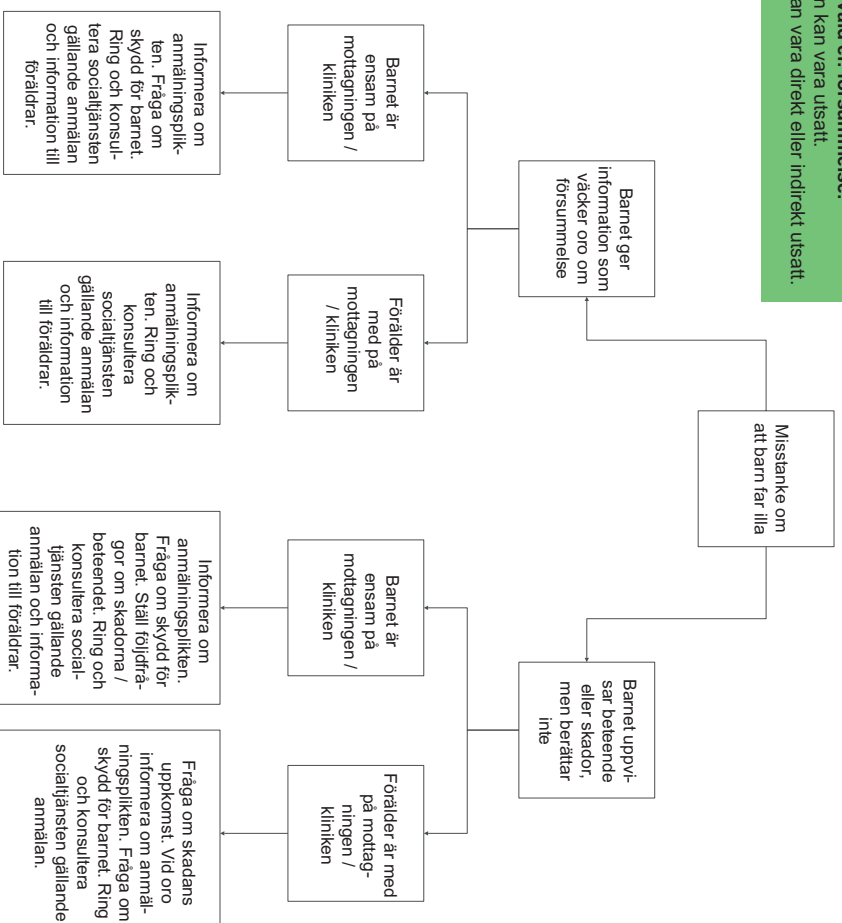 våld el. försummelse.
kan vara utsatt.
vara direkt eller indirekt utsatt.
Misstanke om
att barn far illa
Barnet ger
information som
väcker oro om
försummelse
Barnet uppvi-
sar beteende
eller skador,
men berättar
inte
Barnet är
ensam på
mottagningen /
kliniken
Förälder är
med på
mottagningen
/ kliniken
Barnet är
ensam på
mottagningen /
kliniken
Förälder är med
på mottag-
ningen /
kliniken
Informera om
anmälningsplik-
ten. Fråga om
skydd för barnet.
Ring och konsul-
tera socialtjänsten
gällande anmälan
och information till
föräldrar.
Informera om
anmälningsplik-
ten. Ring och
konsultera
socialtjänsten
gällande anmälan
och information
till föräldrar.
Informera om
anmälningsplikten.
Fråga om skydd för
barnet. Ställ följdfrå-
gor om skadorna /
beteendet. Ring och
konsultera social-
tjänsten gällande
anmälan och informa-
tion till föräldrar.
Fråga om skadans
uppkomst. Vid oro
informera om anmäl-
ningsplikten. Fråga om
skydd för barnet. Ring
och konsultera
socialtjänsten gällande
anmälan.